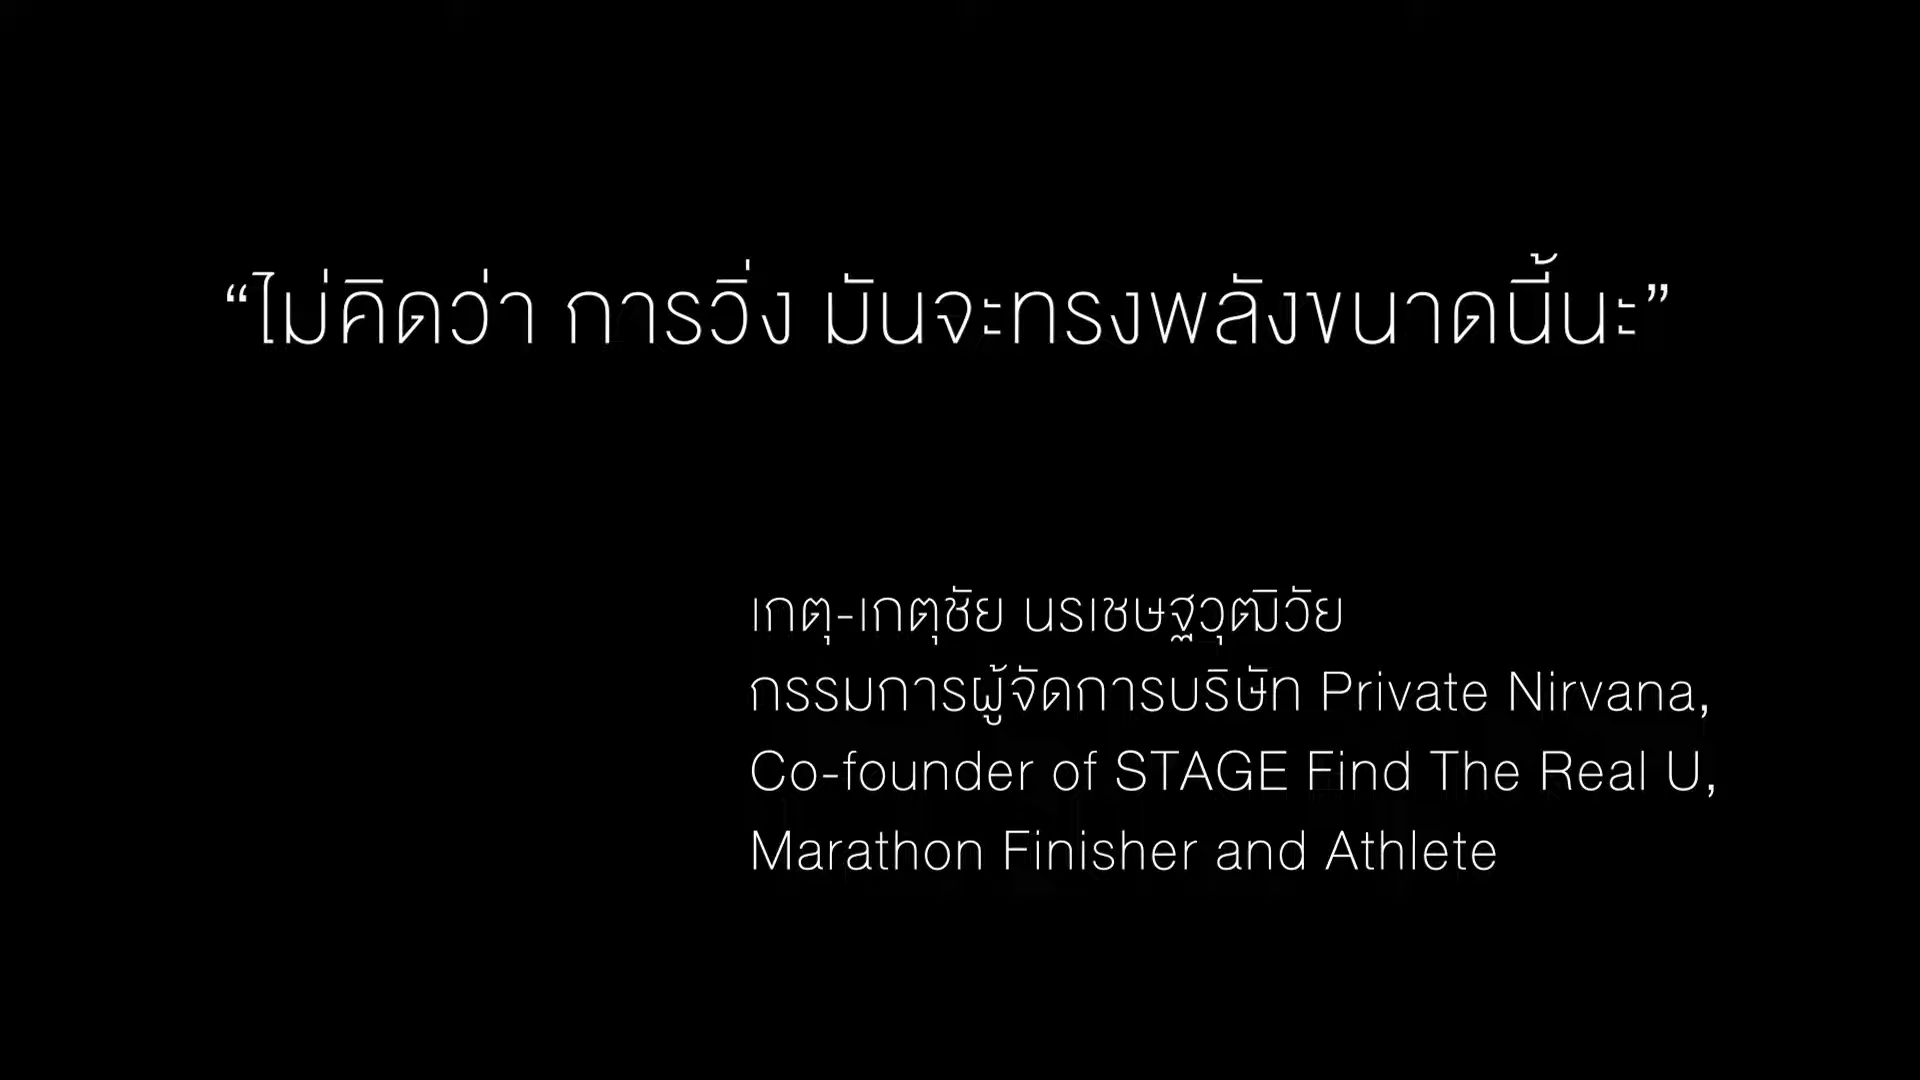 “ไม่คิดว่า การวิ่ง มันจะทรงพลังขนาดนี้นะ”
เกตุ-เกตุชัย นรเชษฐวุฒิวัย
กรรมการผู้จัดการบริษัท Private Nirvana,
Co-founder of STAGE Find The Real U,
Marathon Finisher and Athlete